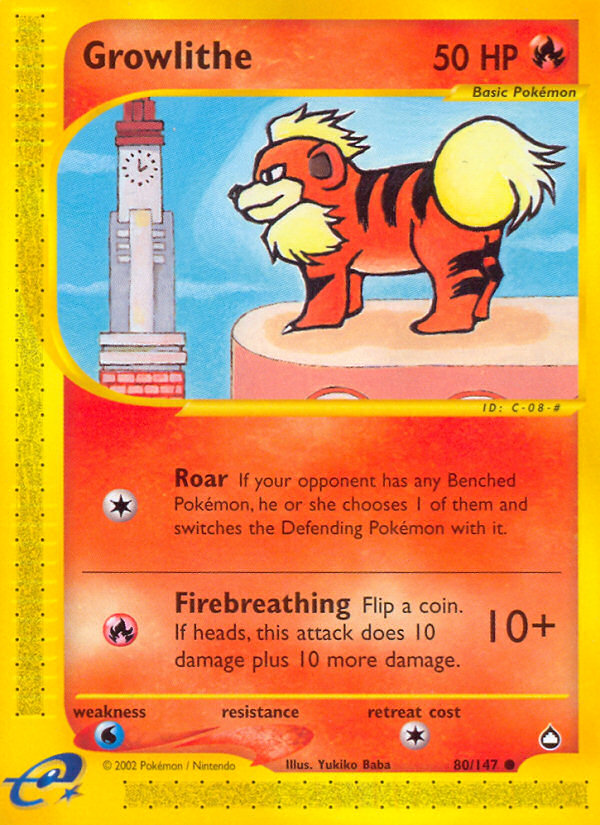 Growlithe
50 HP
Basic Pokémon
ID: C-08-#
Roar If your opponent has any Benched
Pokémon, he or she chooses 1 of them and
switches the Defending Pokémon with it.
Firebreathing Flip a coin.
If heads, this attack does 10
damage plus 10 more damage.
10+
weakness
resistance
retreat cost
© 2002 Pokémon / Nintendo
Illus. Yukiko Baba
80/147
e